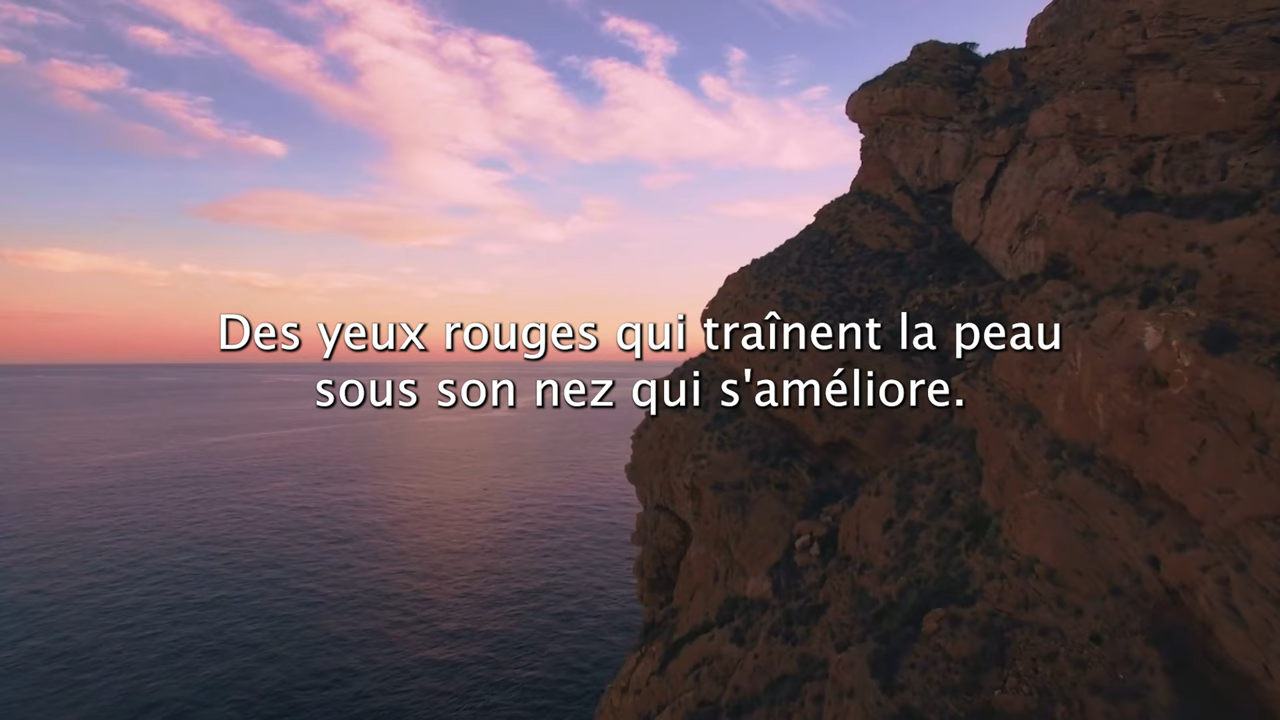 Des yeux rouges qui traînent la peau
sous son nez qui s'améliore.